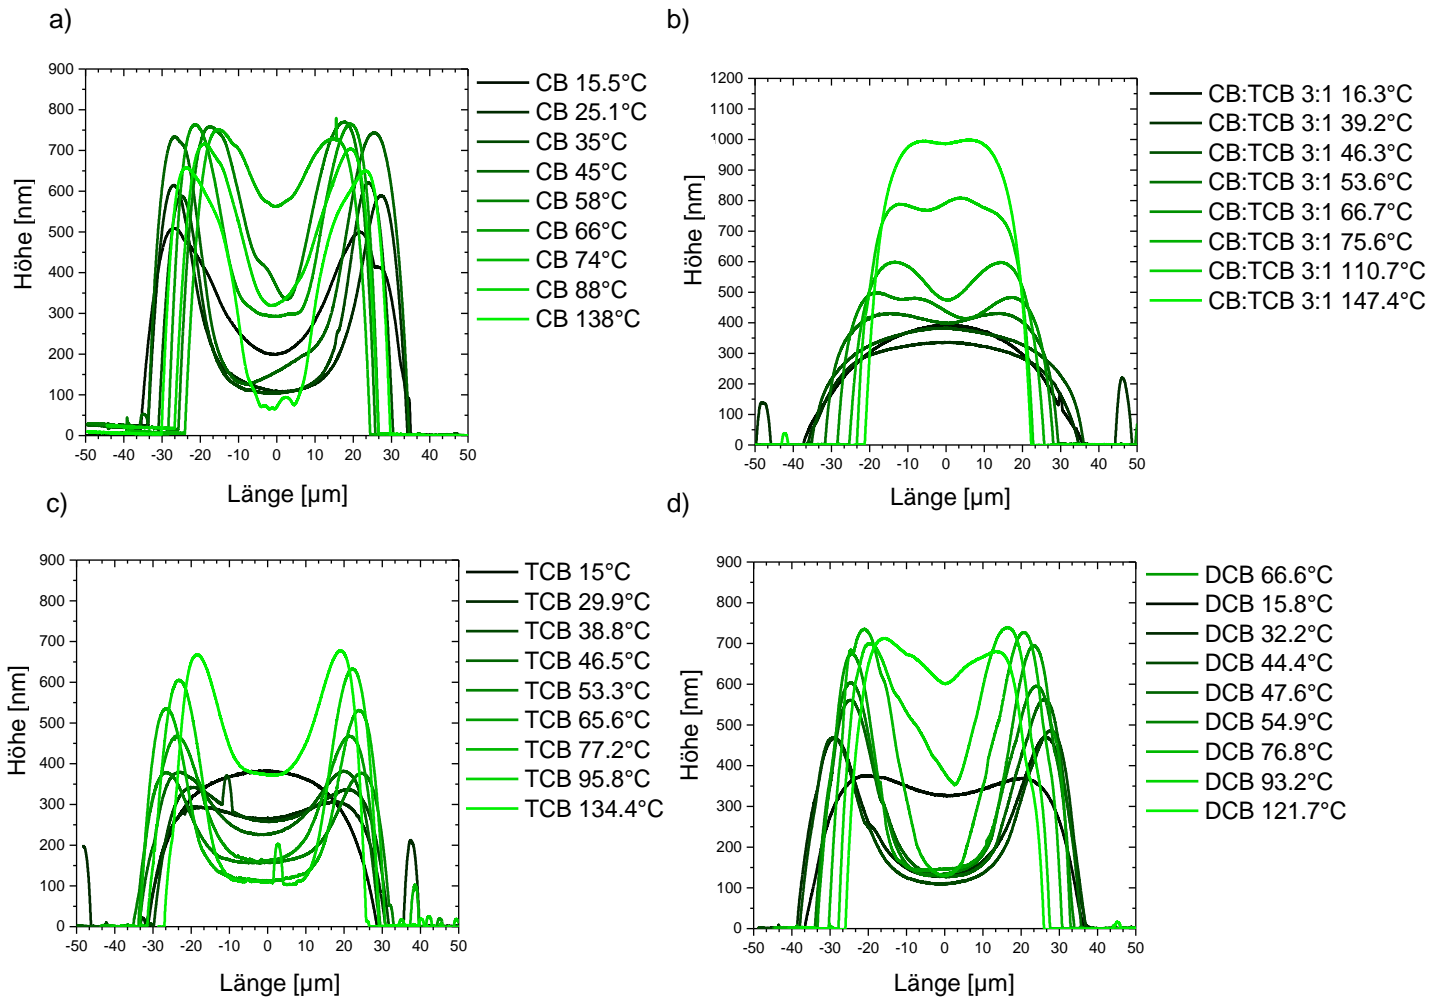 a)
900
800
700
600
500
400
300
200
100
0
-50 -40 -30 -20 -10 0 10 20 30 40 50
Höhe [nm]
Länge [µm]
CB 15.5°C
CB 25.1°C
CB 35°C
CB 45°C
CB 58°C
CB 66°C
CB 74°C
CB 88°C
CB 138°C
b)
1200
1100
1000
900
800
700
600
500
400
300
200
100
0
-50 -40 -30 -20 -10 0 10 20 30 40 50
Höhe [nm]
Länge [µm]
CB:TCB 3:1 16.3°C
CB:TCB 3:1 39.2°C
CB:TCB 3:1 46.3°C
CB:TCB 3:1 53.6°C
CB:TCB 3:1 66.7°C
CB:TCB 3:1 75.6°C
CB:TCB 3:1 110.7°C
CB:TCB 3:1 147.4°C
c)
900
800
700
600
500
400
300
200
100
0
-50 -40 -30 -20 -10 0 10 20 30 40 50
Höhe [nm]
Länge [µm]
TCB 15°C
TCB 29.9°C
TCB 38.8°C
TCB 46.5°C
TCB 53.3°C
TCB 65.6°C
TCB 77.2°C
TCB 95.8°C
TCB 134.4°C
d)
900
800
700
600
500
400
300
200
100
0
-50 -40 -30 -20 -10 0 10 20 30 40 50
Höhe [nm]
Länge [µm]
DCB 66.6°C
DCB 15.8°C
DCB 32.2°C
DCB 44.4°C
DCB 47.6°C
DCB 54.9°C
DCB 76.8°C
DCB 93.2°C
DCB 121.7°C